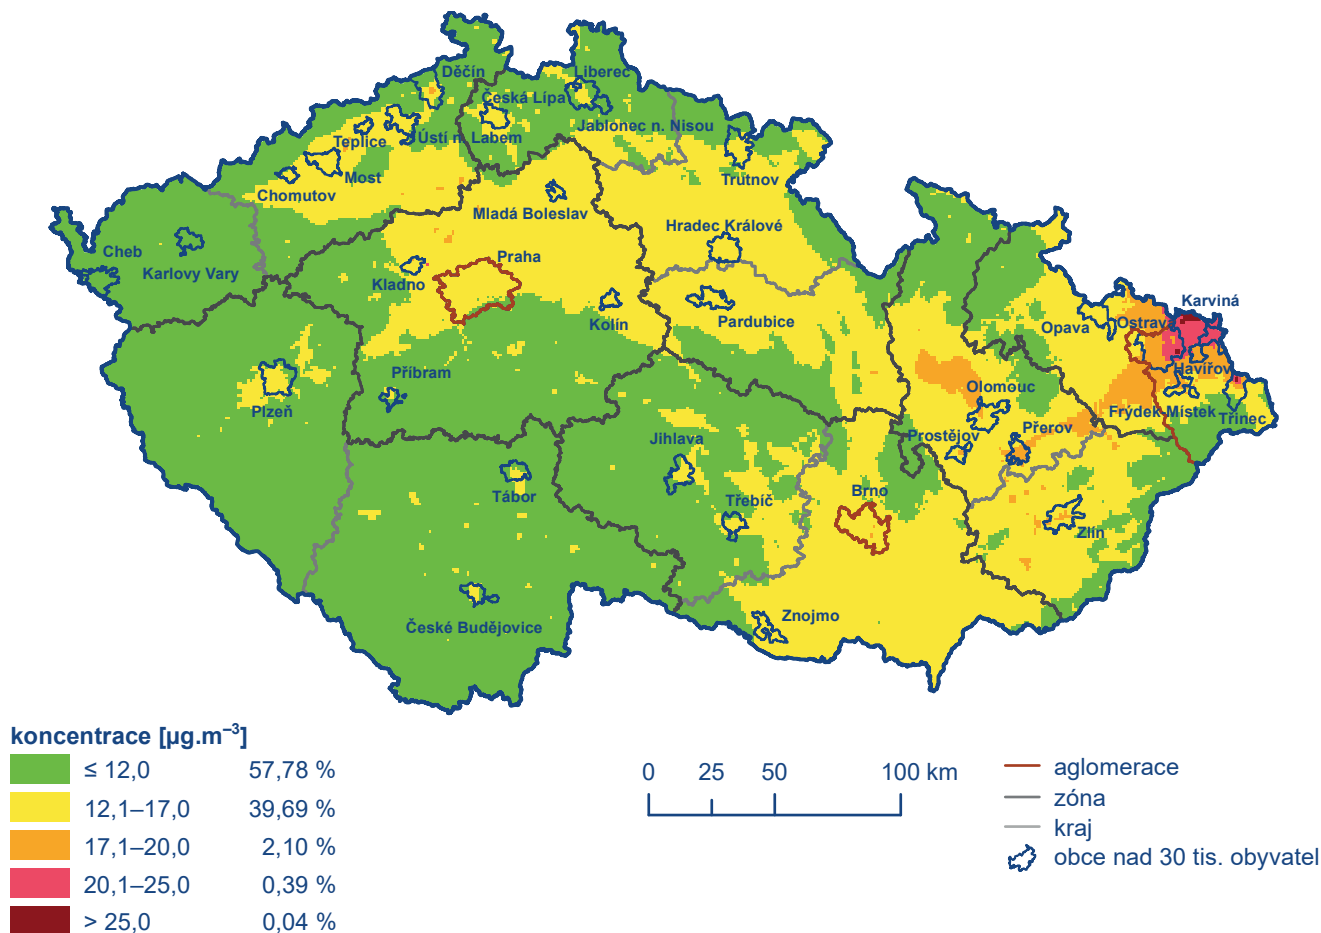 Děčín
Liberec
Česká Lípa
Jablonec n. Nisou
Teplice
Ústí n. Labem
Most
Chomutov
Trutnov
Mladá Boleslav
Hradec Králové
Cheb
Karlovy Vary
Praha
Kladno
Kolín
Pardubice
Karviná
Opava
Ostrava
Havířov
Příbram
Plzeň
Olomouc
Frýdek Místek
Třinec
Jihlava
Prostějov
Přerov
Tábor
Třebíč
Brno
Zlín
České Budějovice
Znojmo
koncentrace [µg.m⁻³]
≤ 12,0 57,78 %
12,1–17,0 39,69 %
17,1–20,0 2,10 %
20,1–25,0 0,39 %
> 25,0 0,04 %
0 25 50 100 km
aglomerace
zóna
kraj
obce nad 30 tis. obyvatel